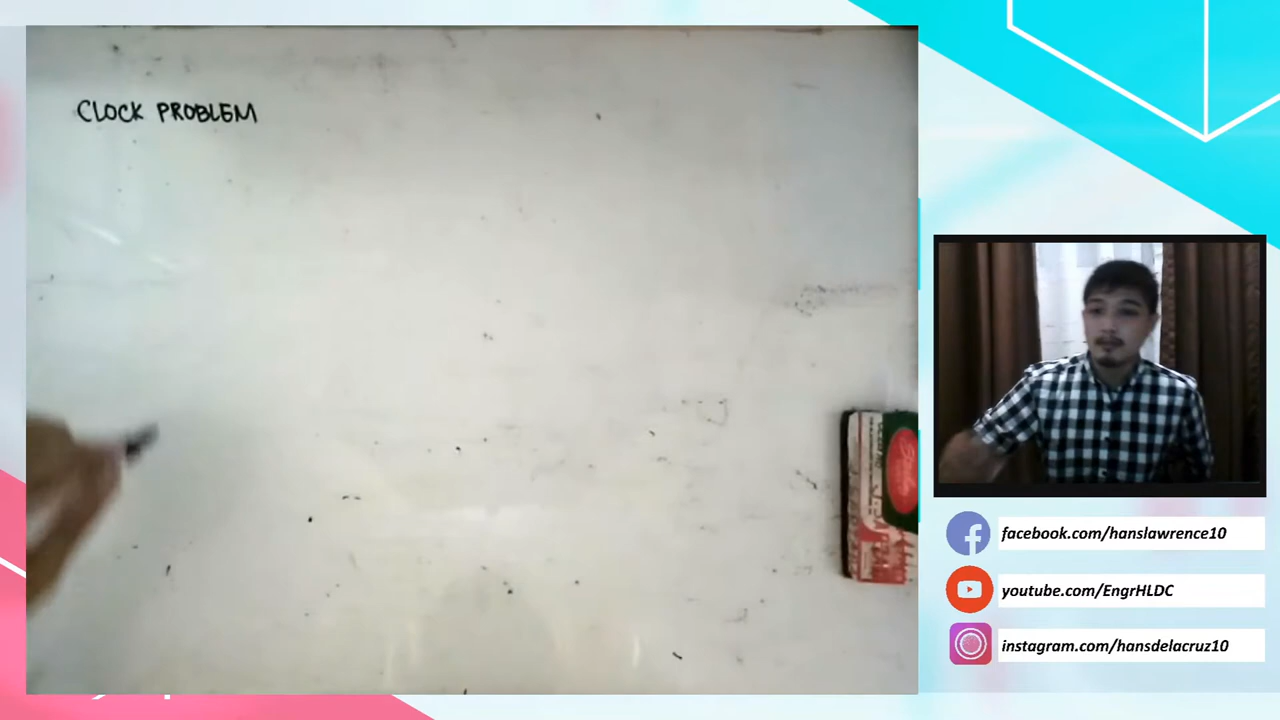 CLOCK PROBLEM
facebook.com/hanslawrence10
youtube.com/EngrHLDC
instagram.com/hansdelacruz10